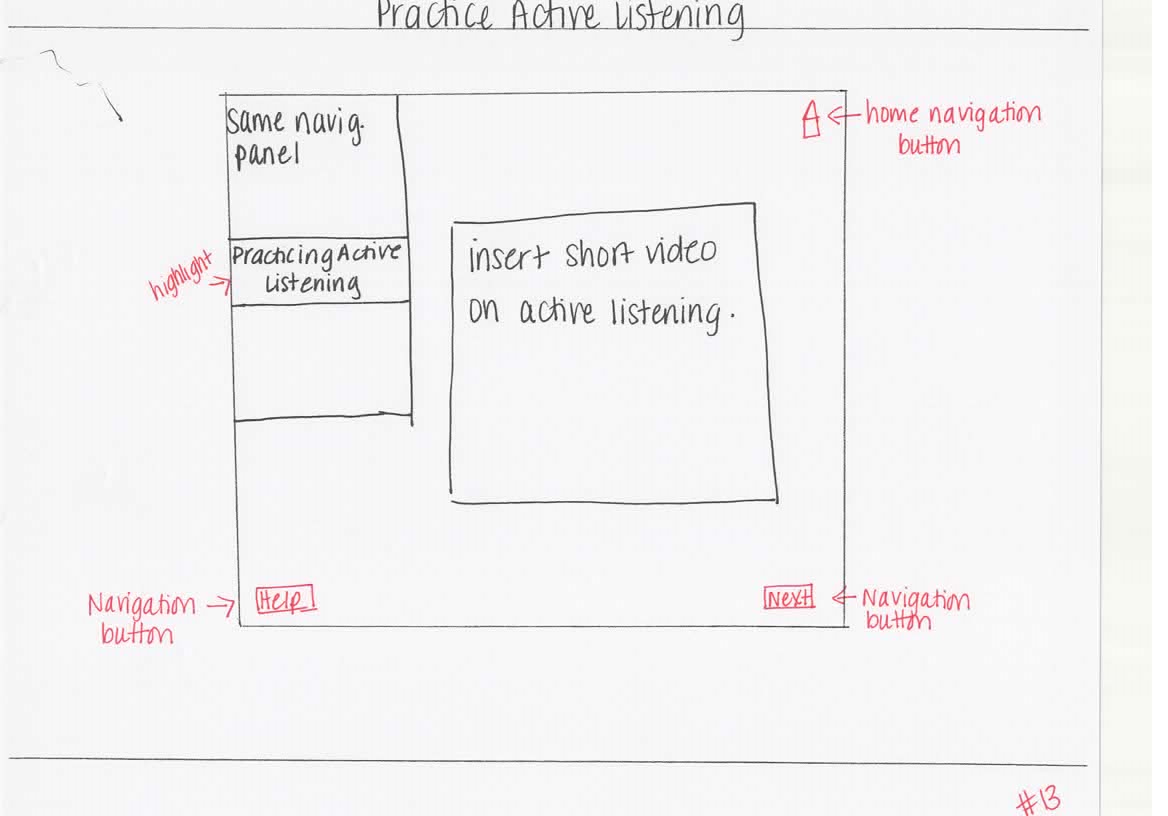 Practice Active Listening
Same navig.
panel
home navigation
button
Practicing Active
Listening
highlight
insert short video
on active listening.
Help
Next
Navigation
button
Navigation
button
#13